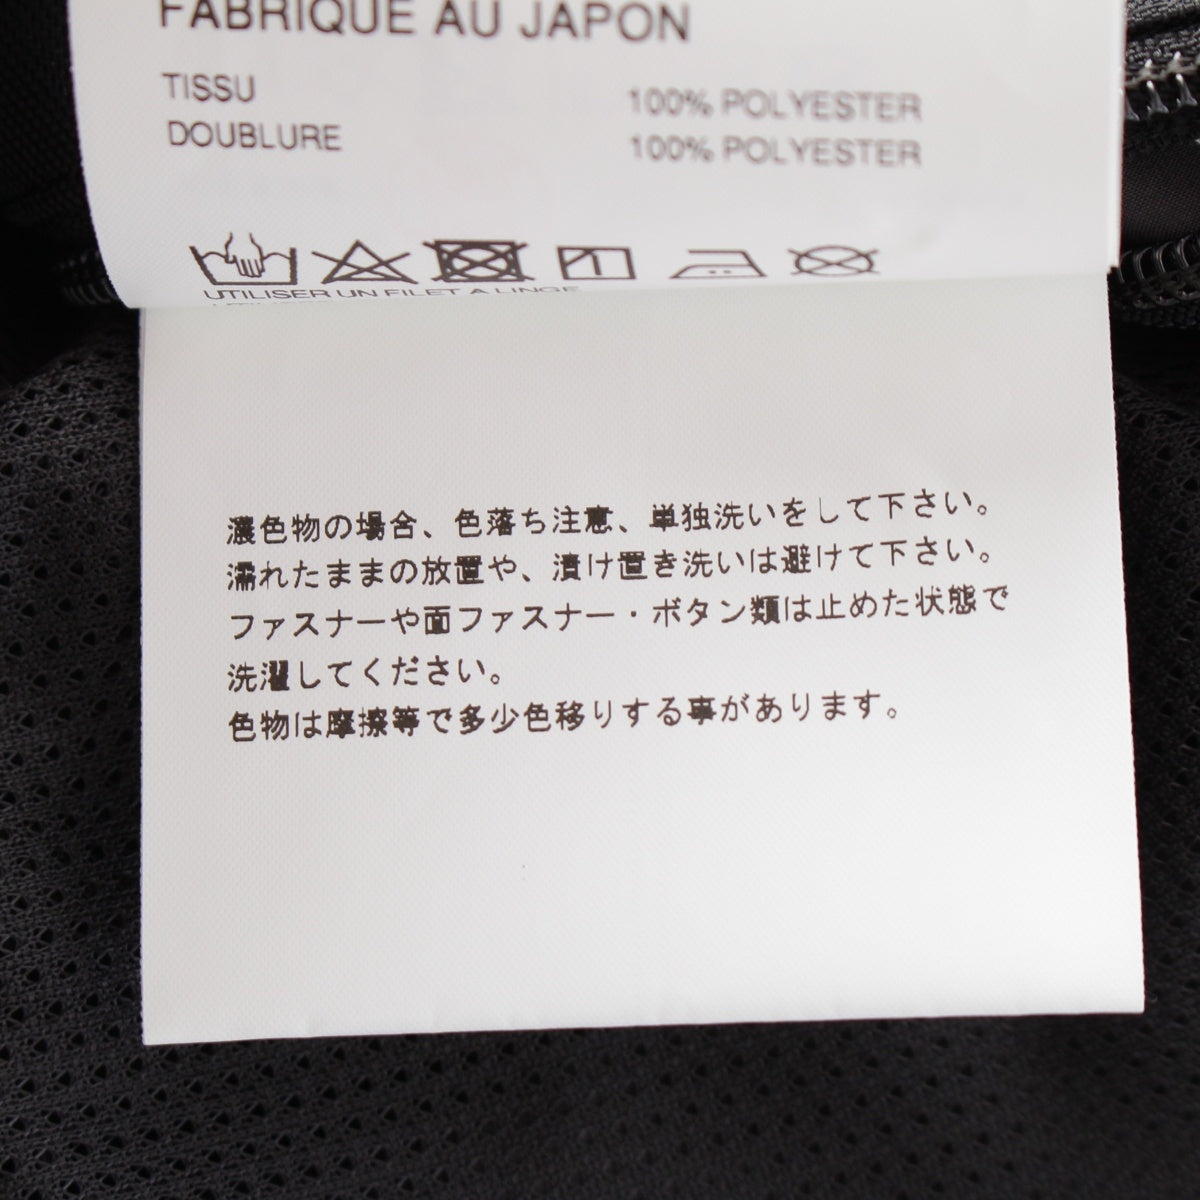 FABRIQUE AU JAPON
TISSU 100% POLYESTER
DOUBLURE 100% POLYESTER
UTILISER UN FILET A LINGE
濃色物の場合、色落ち注意、単独洗いをして下さい。
濡れたままの放置や、漬け置き洗いは避けて下さい。
ファスナーや面ファスナー・ボタン類は止めた状態で
洗濯してください。
色物は摩擦等で多少色移りする事があります。